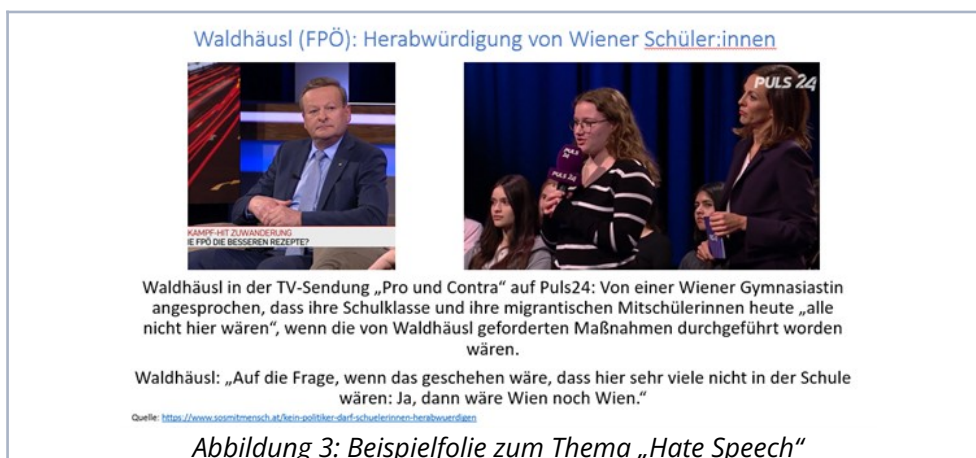 Waldhäusl (FPÖ): Herabwürdigung von Wiener Schüler:innen
PULS 24
PULS 24
PULS 24
KAMPF-HIT ZUWANDERUNG
IE FPÖ DIE BESSEREN REZEPTE?
Waldhäusl in der TV-Sendung „Pro und Contra“ auf Puls24: Von einer Wiener Gymnasiastin
angesprochen, dass ihre Schulklasse und ihre migrantischen Mitschülerinnen heute „alle
nicht hier wären“, wenn die von Waldhäusl geforderten Maßnahmen durchgeführt worden
wären.
Waldhäusl: „Auf die Frage, wenn das geschehen wäre, dass hier sehr viele nicht in der Schule
wären: Ja, dann wäre Wien noch Wien.“
Quelle: https://www.sosmitmensch.at/kein-politiker-darf-schuelerinnen-herabwuerdigen
Abbildung 3: Beispielfolie zum Thema „Hate Speech“